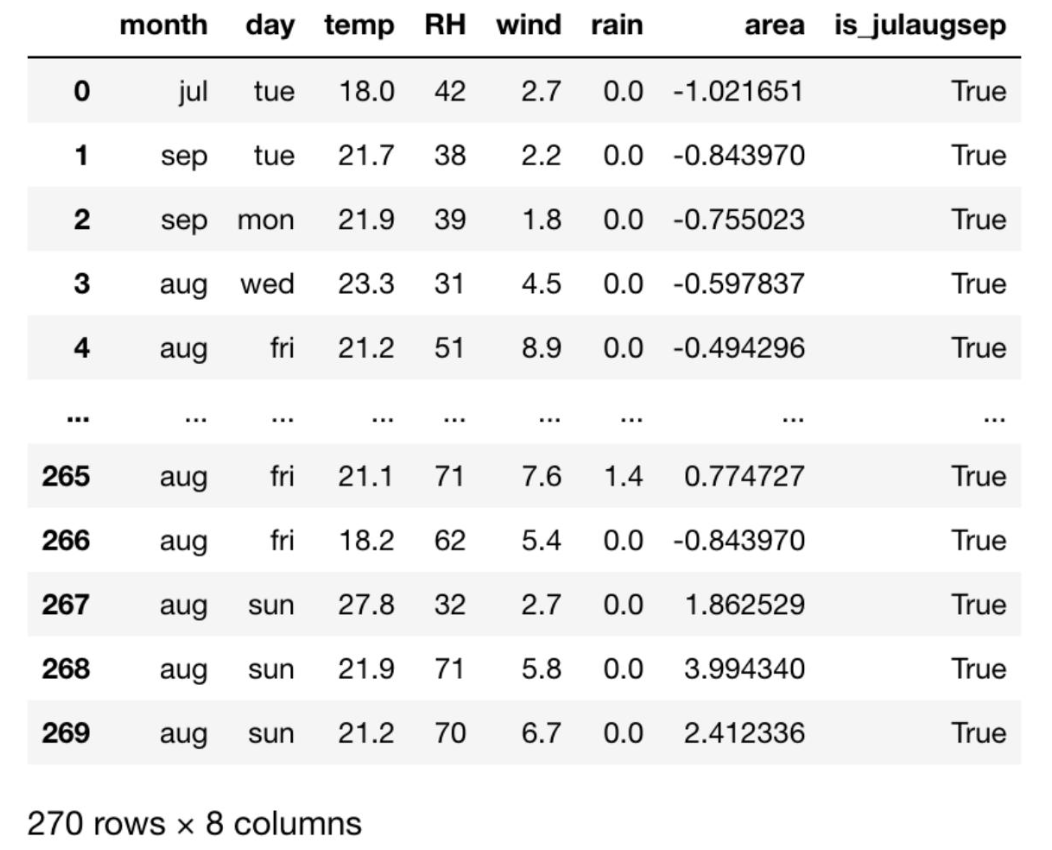 month day temp RH wind rain area is_julaugsep
0 jul tue 18.0 42 2.7 0.0 -1.021651 True
1 sep tue 21.7 38 2.2 0.0 -0.843970 True
2 sep mon 21.9 39 1.8 0.0 -0.755023 True
3 aug wed 23.3 31 4.5 0.0 -0.597837 True
4 aug fri 21.2 51 8.9 0.0 -0.494296 True
... ... ... ... ... ... ... ... ...
265 aug fri 21.1 71 7.6 1.4 0.774727 True
266 aug fri 18.2 62 5.4 0.0 -0.843970 True
267 aug sun 27.8 32 2.7 0.0 1.862529 True
268 aug sun 21.9 71 5.8 0.0 3.994340 True
269 aug sun 21.2 70 6.7 0.0 2.412336 True
270 rows × 8 columns